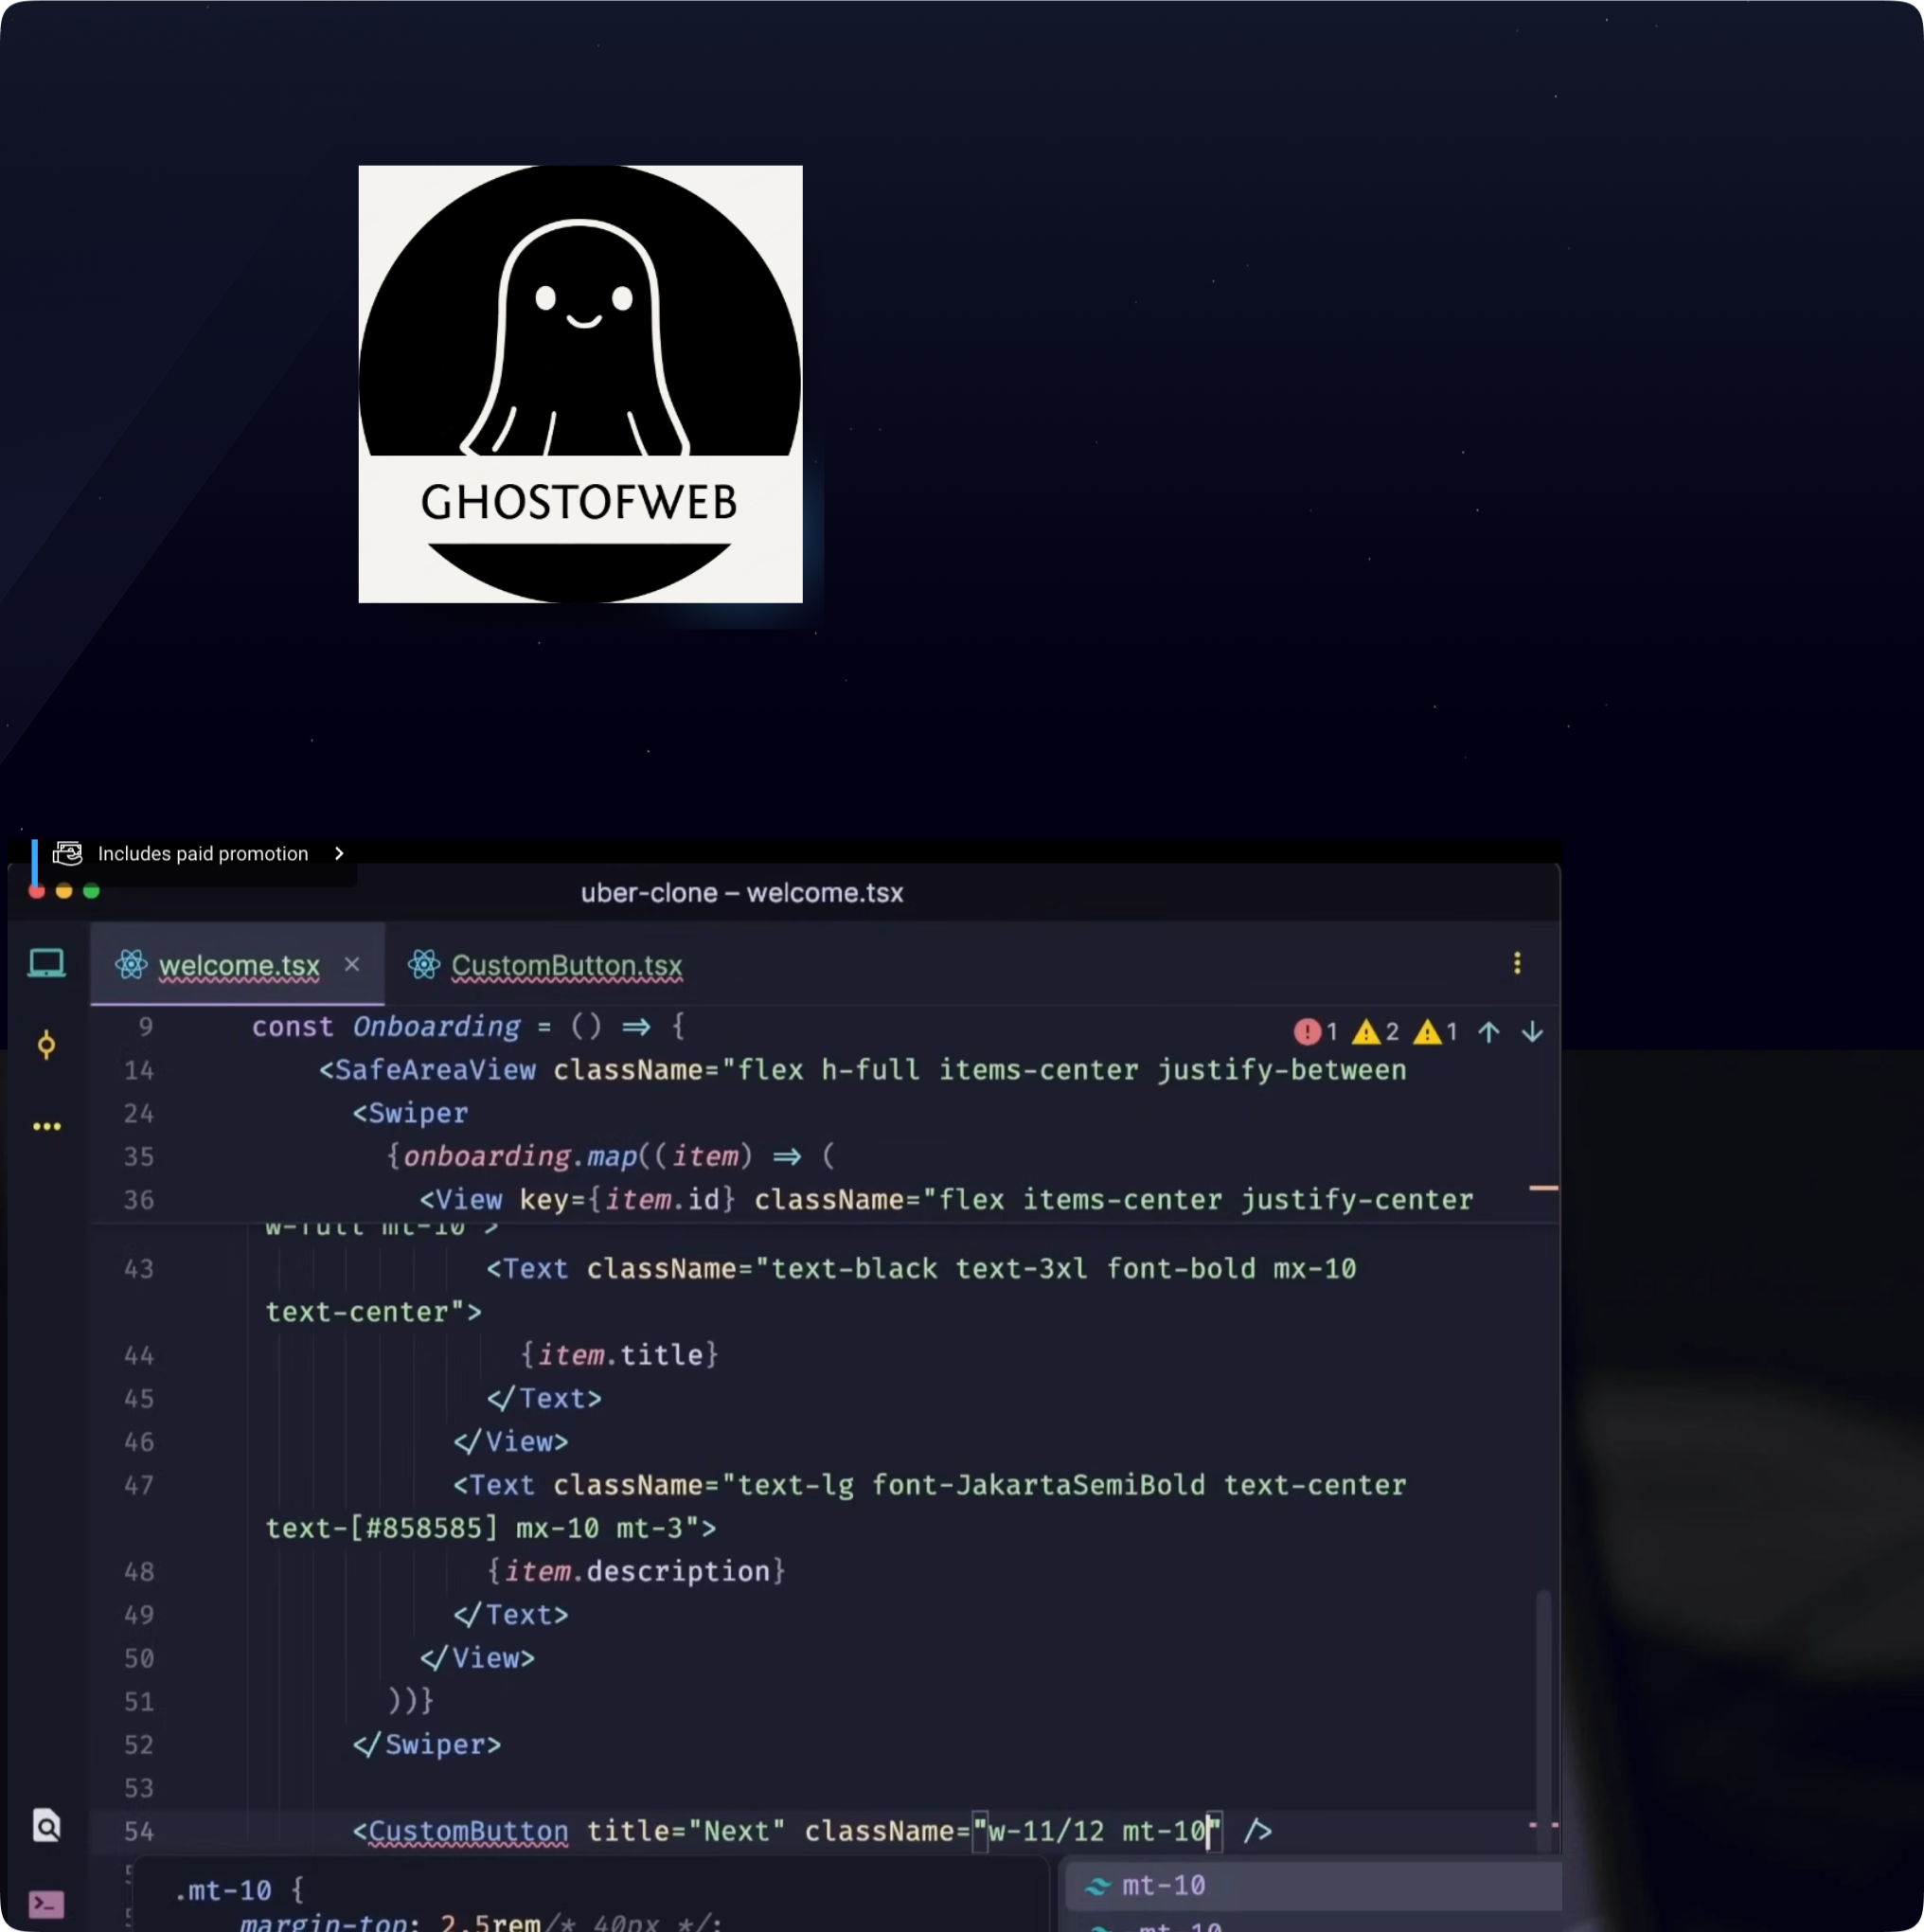 GHOSTOFWEB
Includes paid promotion
uber-clone – welcome.tsx
welcome.tsx × CustomButton.tsx
9 const Onboarding = () ⇒ {
1 2 1
14 <SafeAreaView className="flex h-full items-center justify-between
24 <Swiper
35 {onboarding.map((item) ⇒ (
36 <View key={item.id} className="flex items-center justify-center
w-full mt-10">
43 <Text className="text-black text-3xl font-bold mx-10
text-center">
44 {item.title}
45 </Text>
46 </View>
47 <Text className="text-lg font-JakartaSemiBold text-center
text-[#858585] mx-10 mt-3">
48 {item.description}
49 </Text>
50 </View>
51 ))}
52 </Swiper>
53
54 <CustomButton title="Next" className="w-11/12 mt-10" />
.mt-10 {
margin-top: 2.5rem/* 40px */;
mt-10
-mt-10